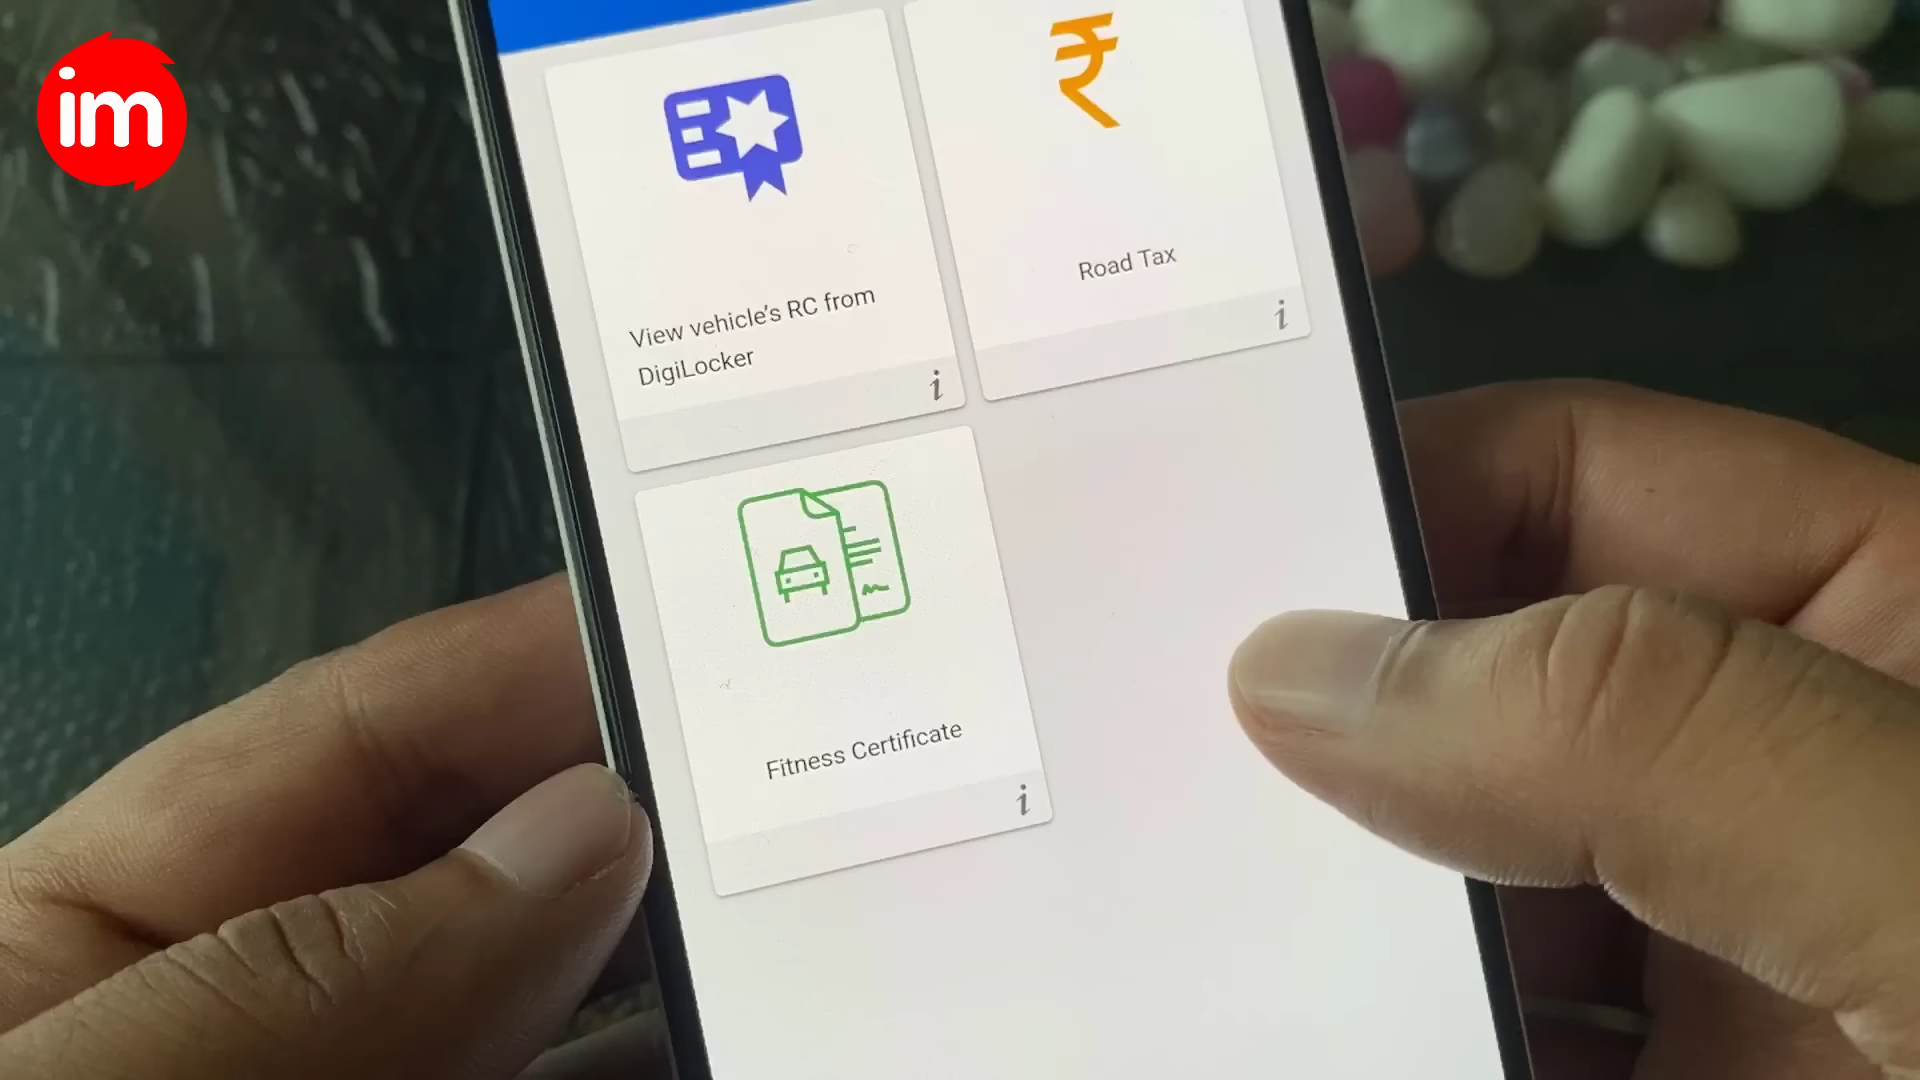 im
₹
View vehicle's RC from
DigiLocker
i
Road Tax
i
Fitness Certificate
i